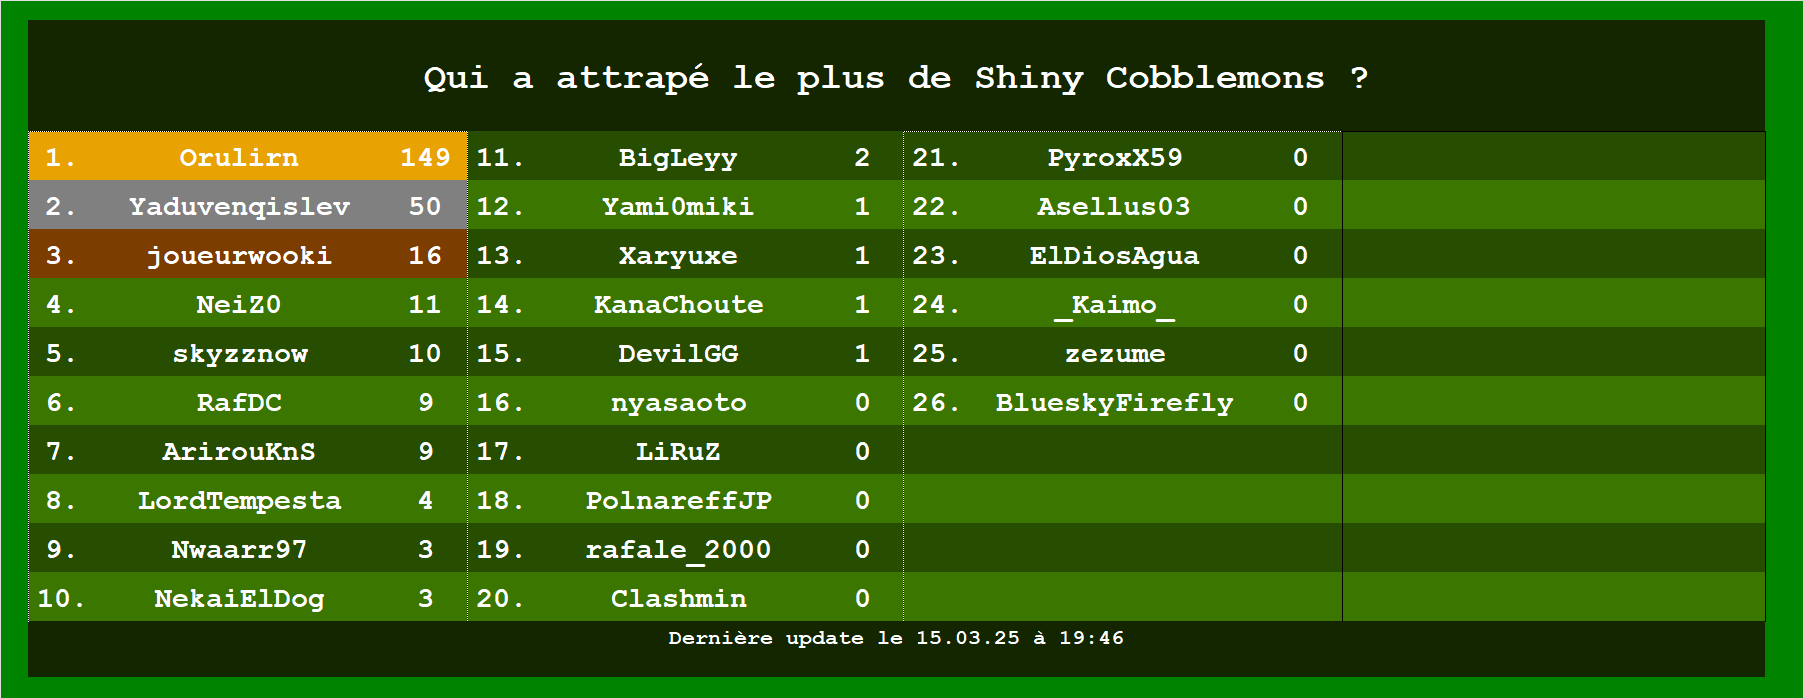 Qui a attrapé le plus de Shiny Cobblemons ?
1. Orulirn 149
2. Yaduvenqislev 50
3. joueurwooki 16
4. NeiZ0 11
5. skyzznow 10
6. RafDC 9
7. ArirouKnS 9
8. LordTempesta 4
9. Nwaarr97 3
10. NekaiElDog 3
11. BigLeyy 2
12. Yami0miki 1
13. Xaryuxe 1
14. KanaChoute 1
15. DevilGG 1
16. nyasaoto 0
17. LiRuZ 0
18. PolnareffJP 0
19. rafale_2000 0
20. Clashmin 0
21. PyroxX59 0
22. Asellus03 0
23. ElDiosAgua 0
24. _Kaimo_ 0
25. zezume 0
26. BlueskyFirefly 0
Dernière update le 15.03.25 à 19:46